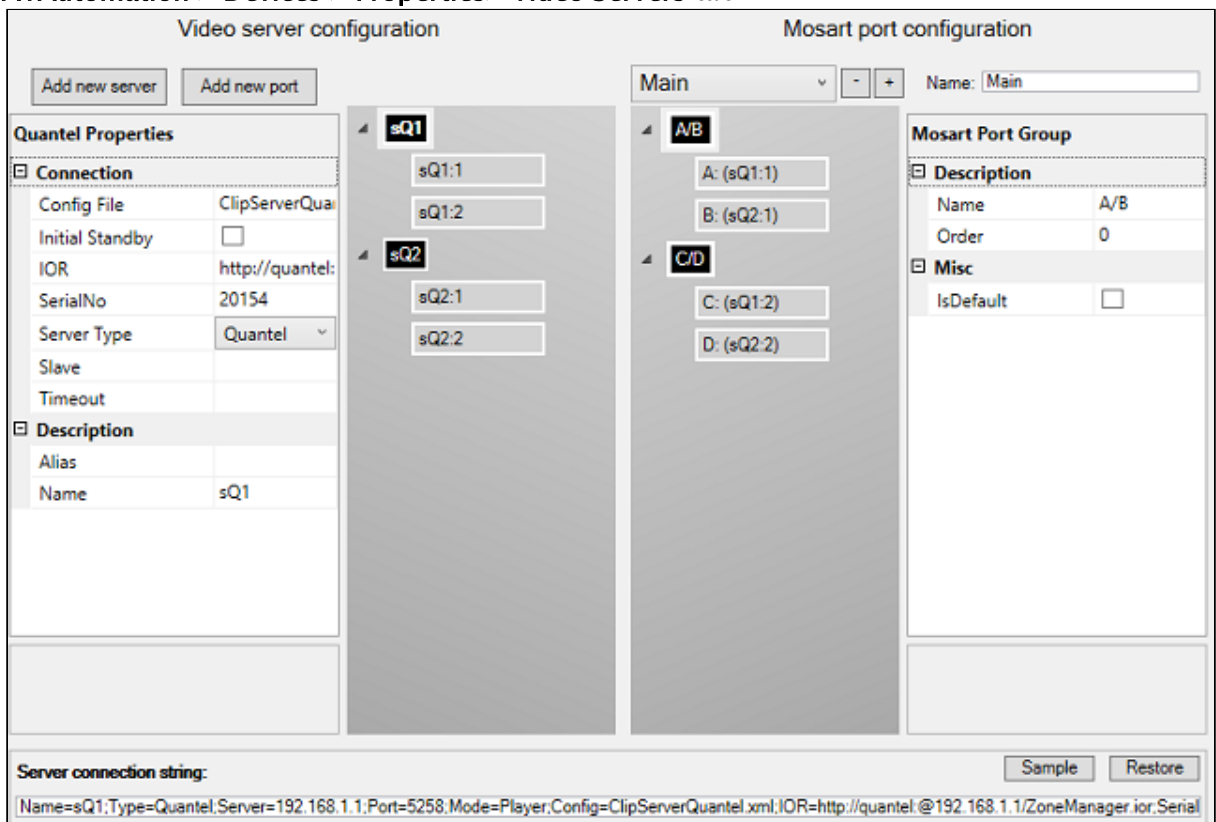 Video server configuration
Mosart port configuration
Add new server
Add new port
Main
-
+
Name: Main
Quantel Properties
Connection
Config File ClipServerQua
Initial Standby
IOR http://quantel:
SerialNo 20154
Server Type Quantel
Slave
Timeout
Description
Alias
Name sQ1
sQ1
sQ1:1
sQ1:2
sQ2
sQ2:1
sQ2:2
A/B
A: (sQ1:1)
B: (sQ2:1)
C/D
C: (sQ1:2)
D: (sQ2:2)
Mosart Port Group
Description
Name A/B
Order 0
Misc
IsDefault
Server connection string:
Sample
Restore
Name=sQ1;Type=Quantel;Server=192.168.1.1;Port=5258;Mode=Player;Config=ClipServerQuantel.xml;IOR=http://quantel:@192.168.1.1/ZoneManager.ior;Serial